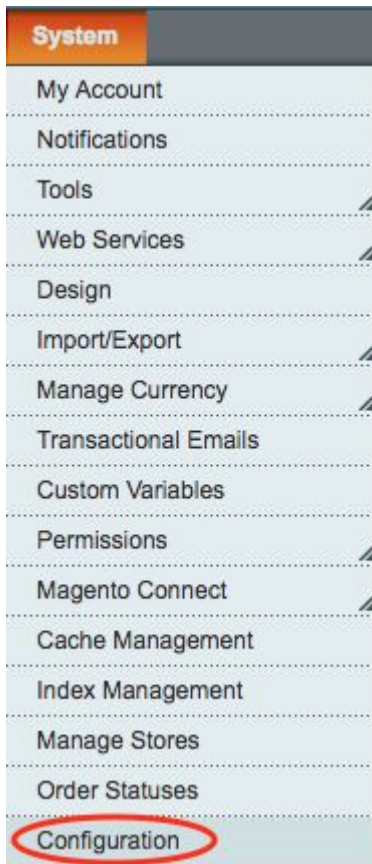 System
My Account
Notifications
Tools
Web Services
Design
Import/Export
Manage Currency
Transactional Emails
Custom Variables
Permissions
Magento Connect
Cache Management
Index Management
Manage Stores
Order Statuses
Configuration